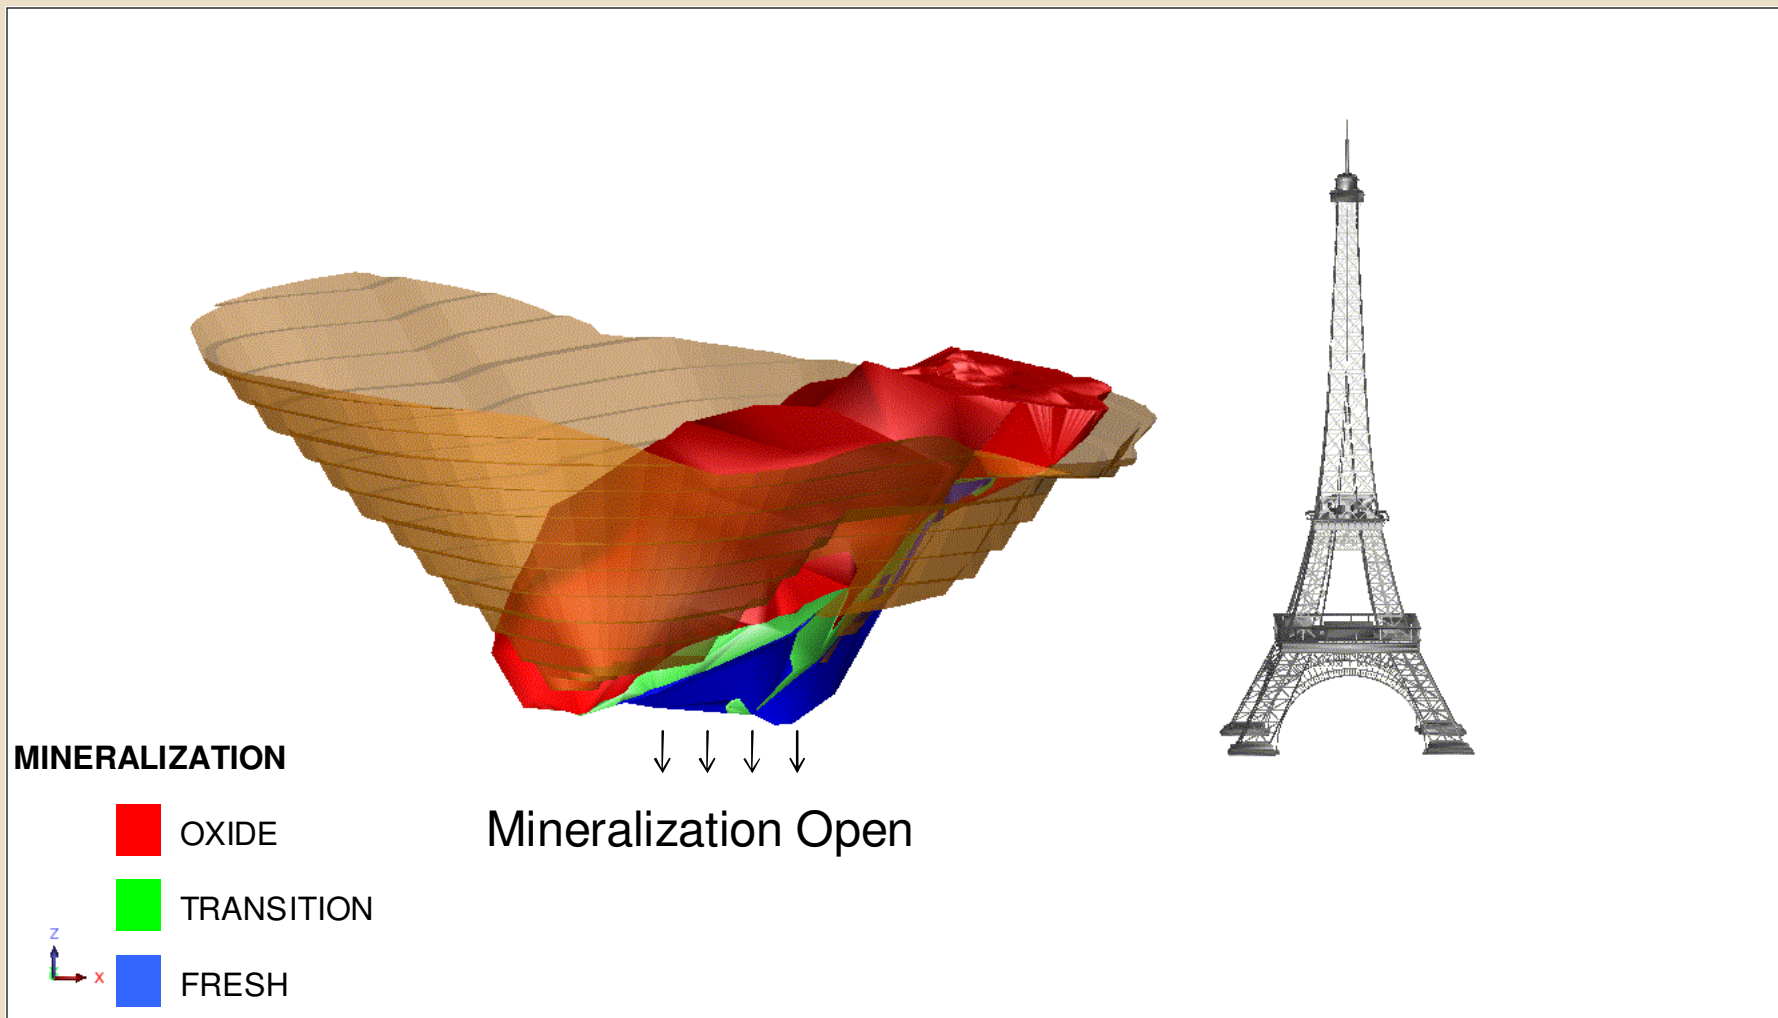 MINERALIZATION
OXIDE
Mineralization Open
TRANSITION
Z
X
FRESH